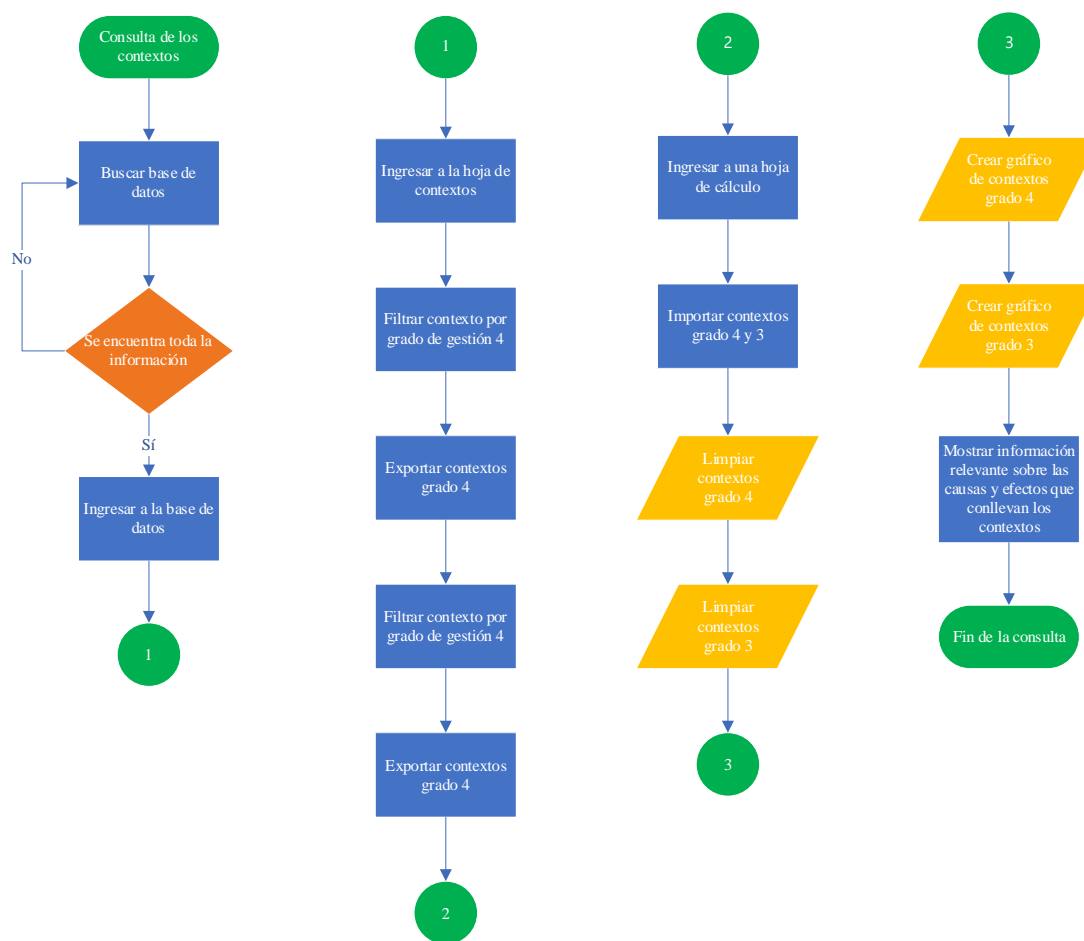 Consulta de los
contextos
Buscar base de
datos
No
Se encuentra toda la
información
Sí
Ingresar a la base de
datos
1
1
Ingresar a la hoja de
contextos
Filtrar contexto por
grado de gestión 4
Exportar contextos
grado 4
Filtrar contexto por
grado de gestión 4
Exportar contextos
grado 4
2
2
Ingresar a una hoja
de cálculo
Importar contextos
grado 4 y 3
Limpiar
contextos
grado 4
Limpiar
contextos
grado 3
3
3
Crear gráfico
de contextos
grado 4
Crear gráfico
de contextos
grado 3
Mostrar información
relevante sobre las
causas y efectos que
conllevan los
contextos
Fin de la consulta